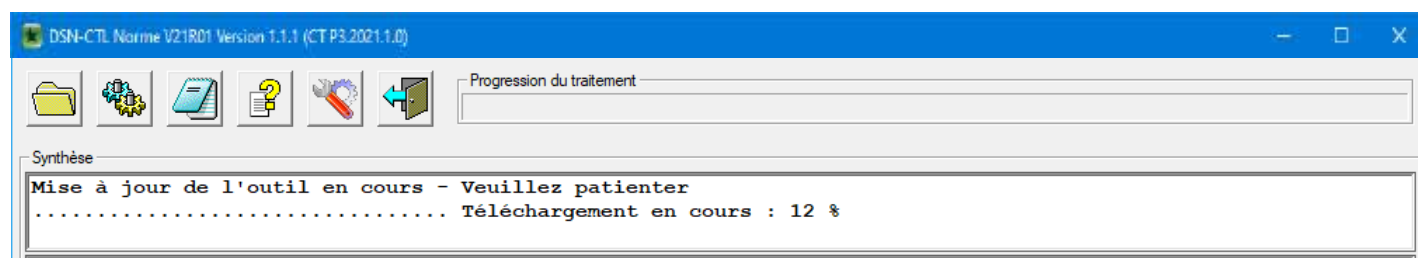 DSN-CTL Norme V21R01 Version 1.1.1 (CT P3.2021.1.0)
Progression du traitement
Synthèse
Mise à jour de l'outil en cours - Veuillez patienter
................................. Téléchargement en cours : 12 %